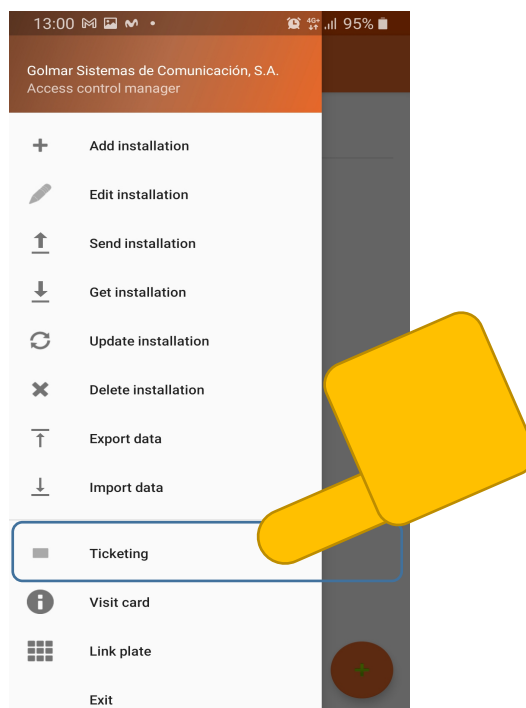 13:00 4G+ 95%
Golmar Sistemas de Comunicación, S.A.
Access control manager
Add installation
Edit installation
Send installation
Get installation
Update installation
Delete installation
Export data
Import data
Ticketing
Visit card
Link plate
Exit